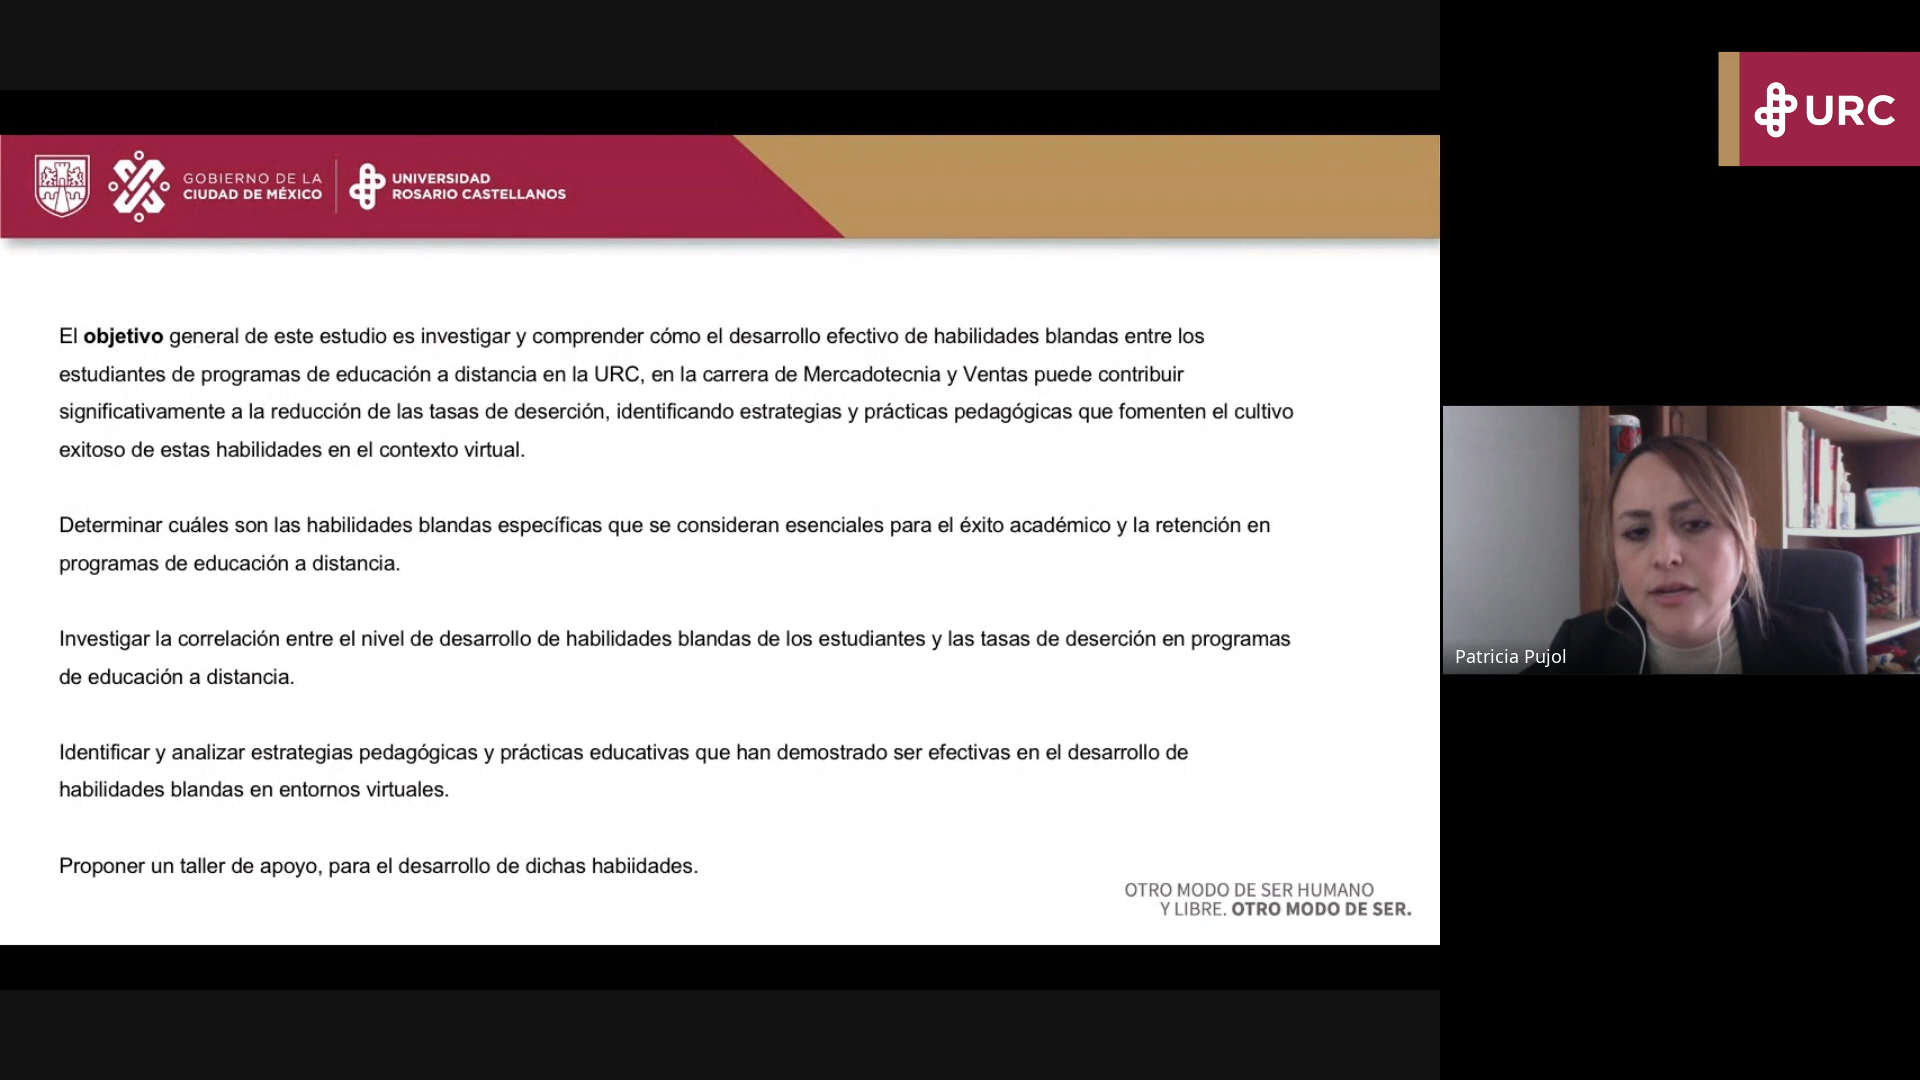 GOBIERNO DE LA
CIUDAD DE MÉXICO
UNIVERSIDAD
ROSARIO CASTELLANOS
URC
El objetivo general de este estudio es investigar y comprender cómo el desarrollo efectivo de habilidades blandas entre los
estudiantes de programas de educación a distancia en la URC, en la carrera de Mercadotecnia y Ventas puede contribuir
significativamente a la reducción de las tasas de deserción, identificando estrategias y prácticas pedagógicas que fomenten el cultivo
exitoso de estas habilidades en el contexto virtual.
Determinar cuáles son las habilidades blandas específicas que se consideran esenciales para el éxito académico y la retención en
programas de educación a distancia.
Investigar la correlación entre el nivel de desarrollo de habilidades blandas de los estudiantes y las tasas de deserción en programas
de educación a distancia.
Identificar y analizar estrategias pedagógicas y prácticas educativas que han demostrado ser efectivas en el desarrollo de
habilidades blandas en entornos virtuales.
Proponer un taller de apoyo, para el desarrollo de dichas habiidades.
OTRO MODO DE SER HUMANO
Y LIBRE. OTRO MODO DE SER.
Patricia Pujol